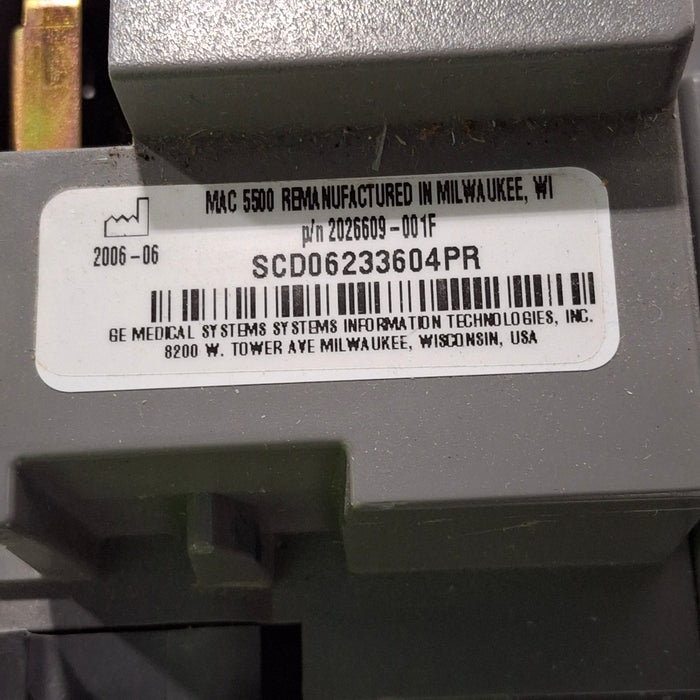 MAC 5500 REMANUFACTURED IN MILWAUKEE, WI
p/n 2026609-001F
2006-06
SCD06233604PR
GE MEDICAL SYSTEMS SYSTEMS INFORMATION TECHNOLOGIES, INC.
8200 W. TOWER AVE MILWAUKEE, WISCONSIN, USA